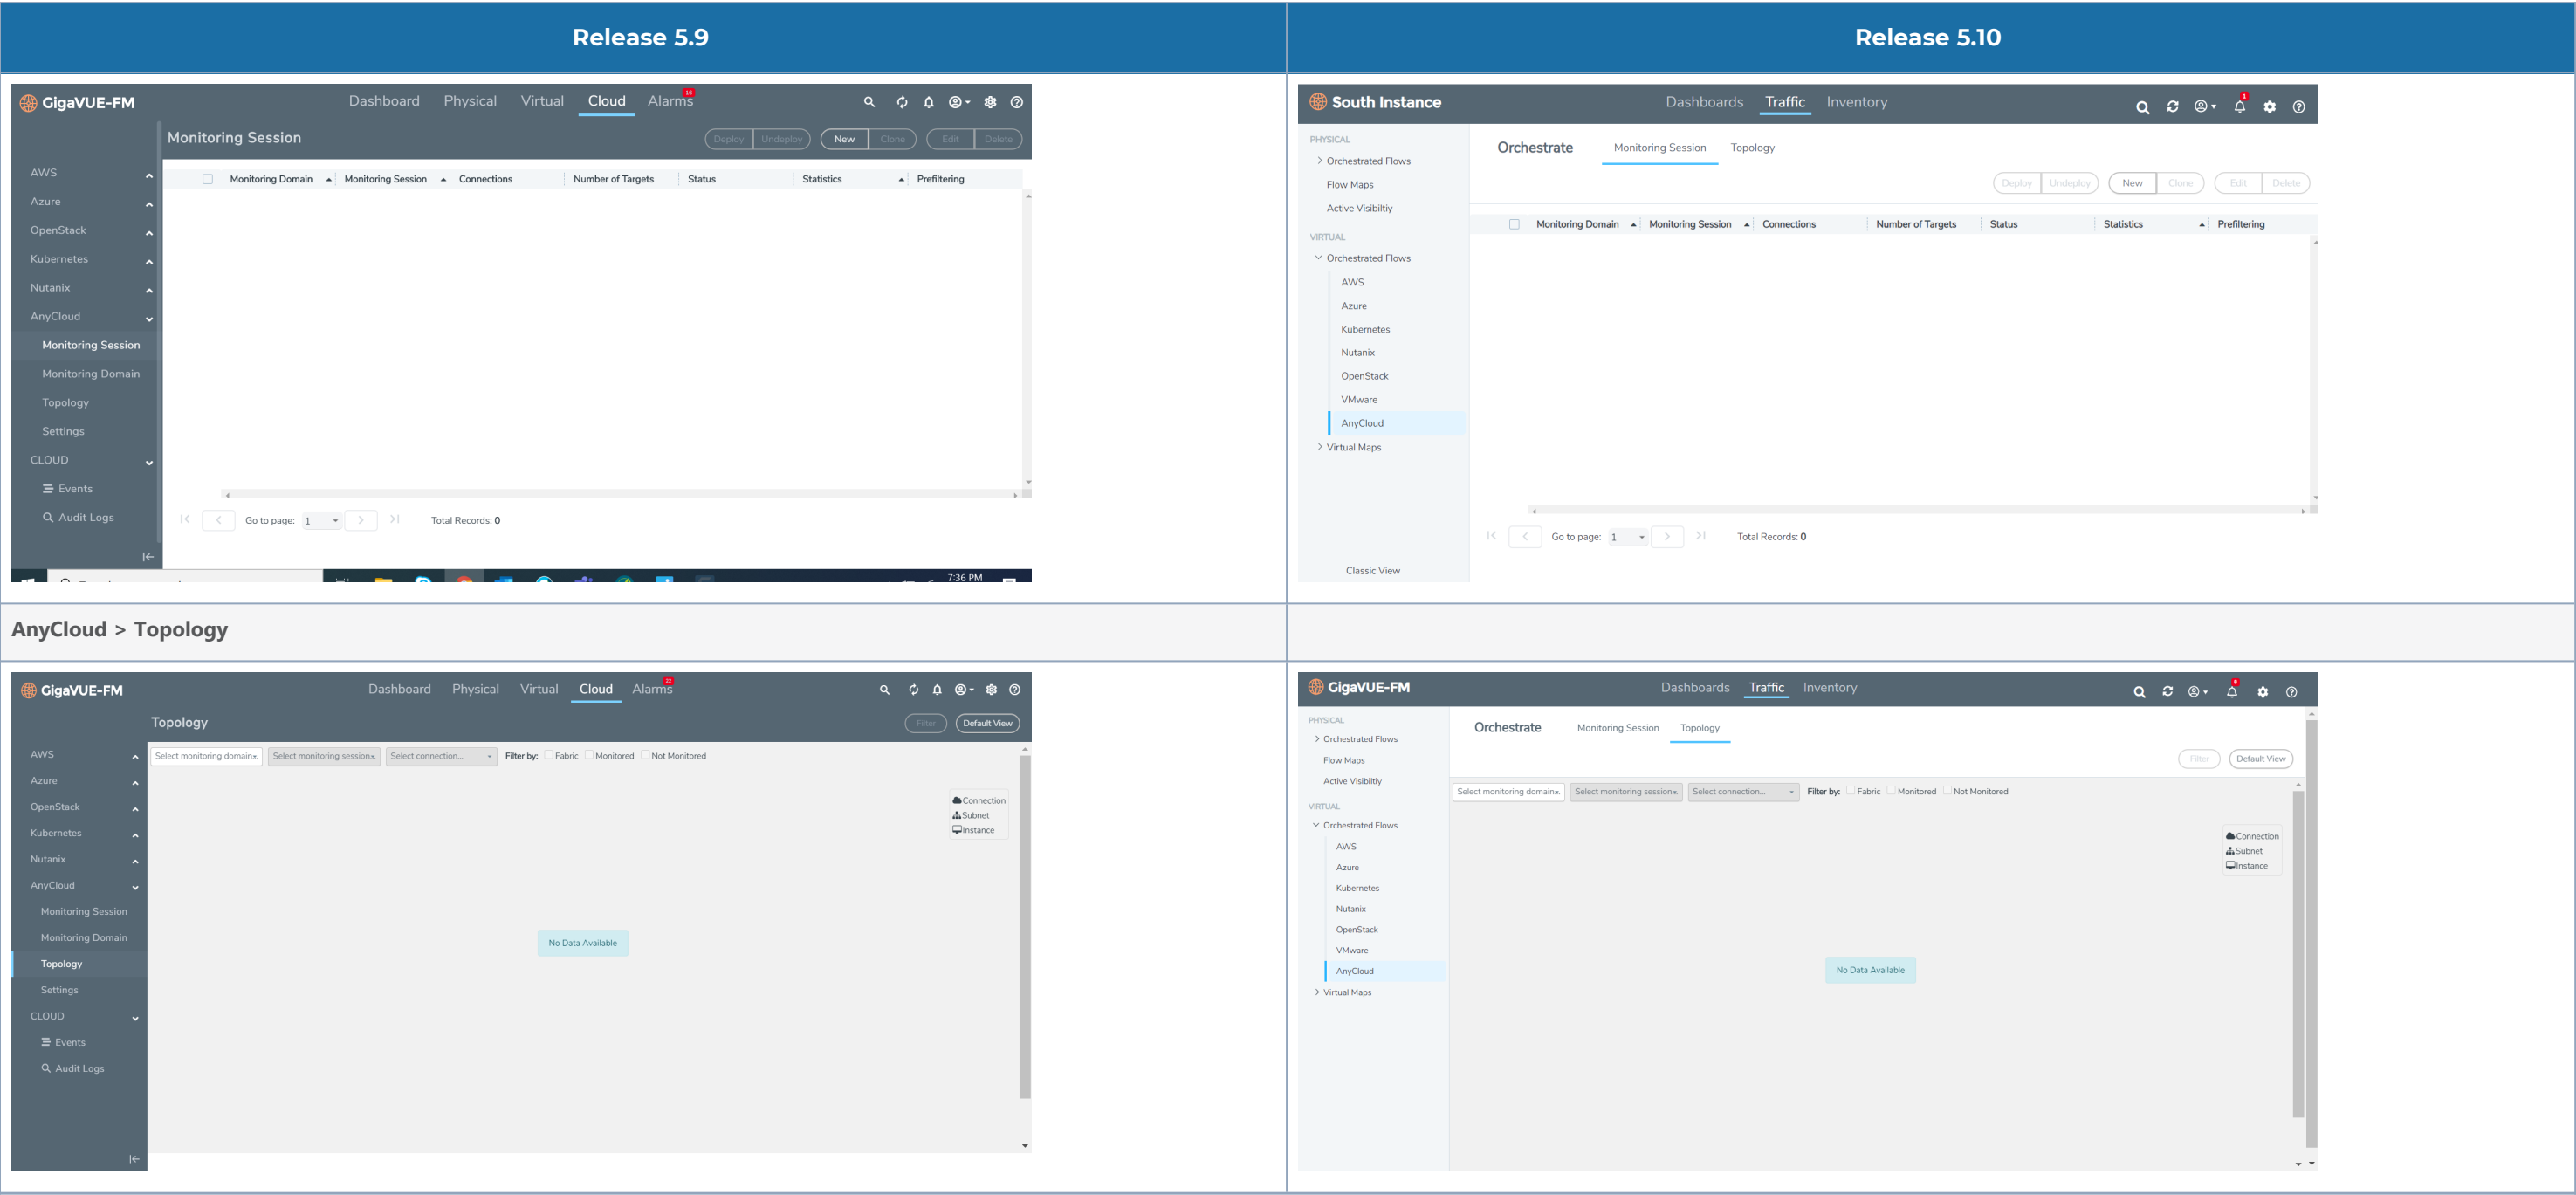 Release 5.9
Release 5.10
GigaVUE-FM
Dashboard Physical Virtual Cloud Alarms 18
Monitoring Session
Deploy Undeploy New Clone Edit Delete
AWS
Azure
OpenStack
Kubernetes
Nutanix
AnyCloud
Monitoring Session
Monitoring Domain
Topology
Settings
CLOUD
Events
Audit Logs
Monitoring Domain Monitoring Session Connections Number of Targets Status Statistics Prefiltering
Go to page: 1 Total Records: 0
7:36 PM
South Instance
Dashboards Traffic Inventory
1
PHYSICAL
Orchestrated Flows
Flow Maps
Active Visibiltiy
VIRTUAL
Orchestrated Flows
AWS
Azure
Kubernetes
Nutanix
OpenStack
VMware
AnyCloud
Virtual Maps
Classic View
Orchestrate Monitoring Session Topology
Deploy Undeploy New Clone Edit Delete
Monitoring Domain Monitoring Session Connections Number of Targets Status Statistics Prefiltering
Go to page: 1 Total Records: 0
AnyCloud > Topology
GigaVUE-FM
Dashboard Physical Virtual Cloud Alarms 22
Topology
Filter Default View
AWS
Azure
OpenStack
Kubernetes
Nutanix
AnyCloud
Monitoring Session
Monitoring Domain
Topology
Settings
CLOUD
Events
Audit Logs
Select monitoring domain Select monitoring session Select connection... Filter by: Fabric Monitored Not Monitored
Connection
Subnet
Instance
No Data Available
GigaVUE-FM
Dashboards Traffic Inventory
PHYSICAL
Orchestrated Flows
Flow Maps
Active Visibiltiy
VIRTUAL
Orchestrated Flows
AWS
Azure
Kubernetes
Nutanix
OpenStack
VMware
AnyCloud
Virtual Maps
Orchestrate Monitoring Session Topology
Filter Default View
Select monitoring domain Select monitoring session Select connection... Filter by: Fabric Monitored Not Monitored
Connection
Subnet
Instance
No Data Available